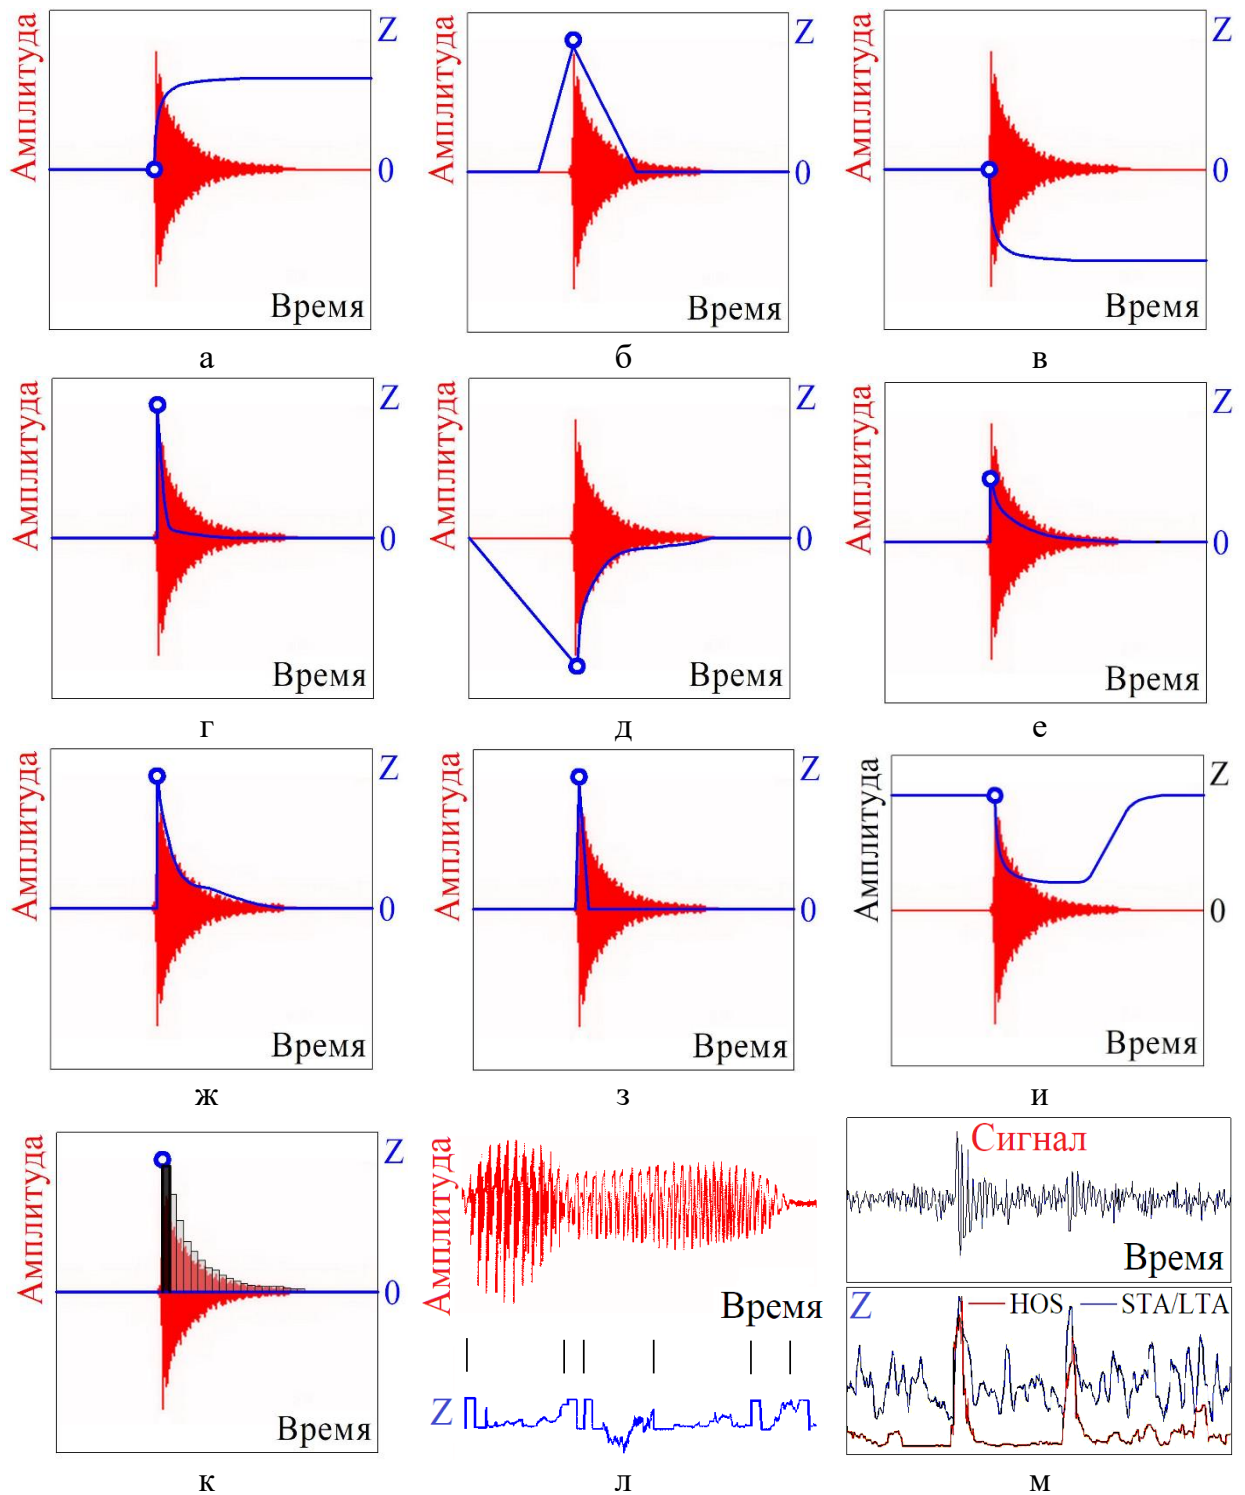 Амплитуда
Z
0
Время
а
Амплитуда
Z
0
Время
б
Амплитуда
Z
0
Время
в
Амплитуда
Z
0
Время
г
Амплитуда
Z
0
Время
д
Амплитуда
Z
0
Время
е
Амплитуда
Z
0
Время
ж
Амплитуда
Z
0
Время
з
Амплитуда
Z
0
Время
и
Амплитуда
Z
0
Время
к
Амплитуда
Время
Z
л
Сигнал
Время
Z
HOS STA/LTA
м